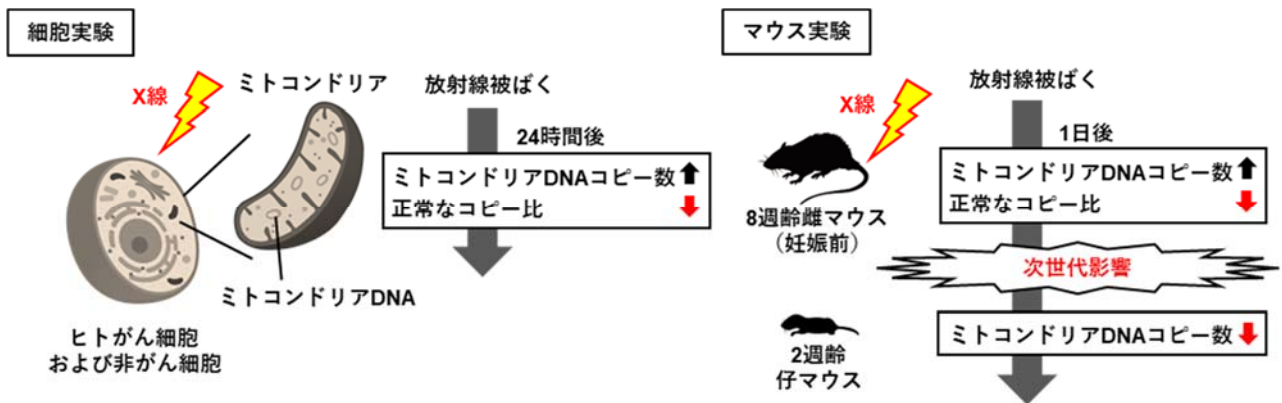 細胞実験
X線
ミトコンドリア
ミトコンドリアDNA
ヒトがん細胞
および非がん細胞
放射線被ばく
24時間後
ミトコンドリアDNAコピー数
正常なコピー比
マウス実験
X線
8週齢雌マウス
（妊娠前）
放射線被ばく
1日後
ミトコンドリアDNAコピー数
正常なコピー比
次世代影響
2週齢
仔マウス
ミトコンドリアDNAコピー数